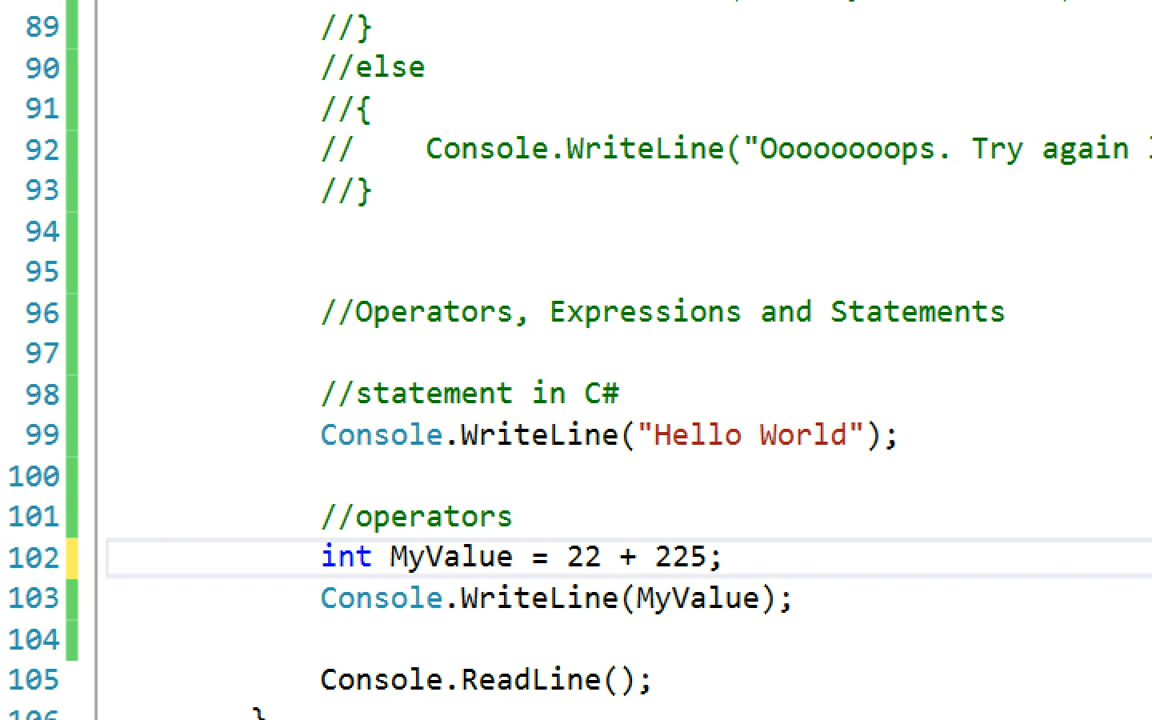 89 //}
90 //else
91 //{
92 // Console.WriteLine("Oooooooops. Try again
93 //}
94
95
96 //Operators, Expressions and Statements
97
98 //statement in C#
99 Console.WriteLine("Hello World");
100
101 //operators
102 int MyValue = 22 + 225;
103 Console.WriteLine(MyValue);
104
105 Console.ReadLine();
106 }